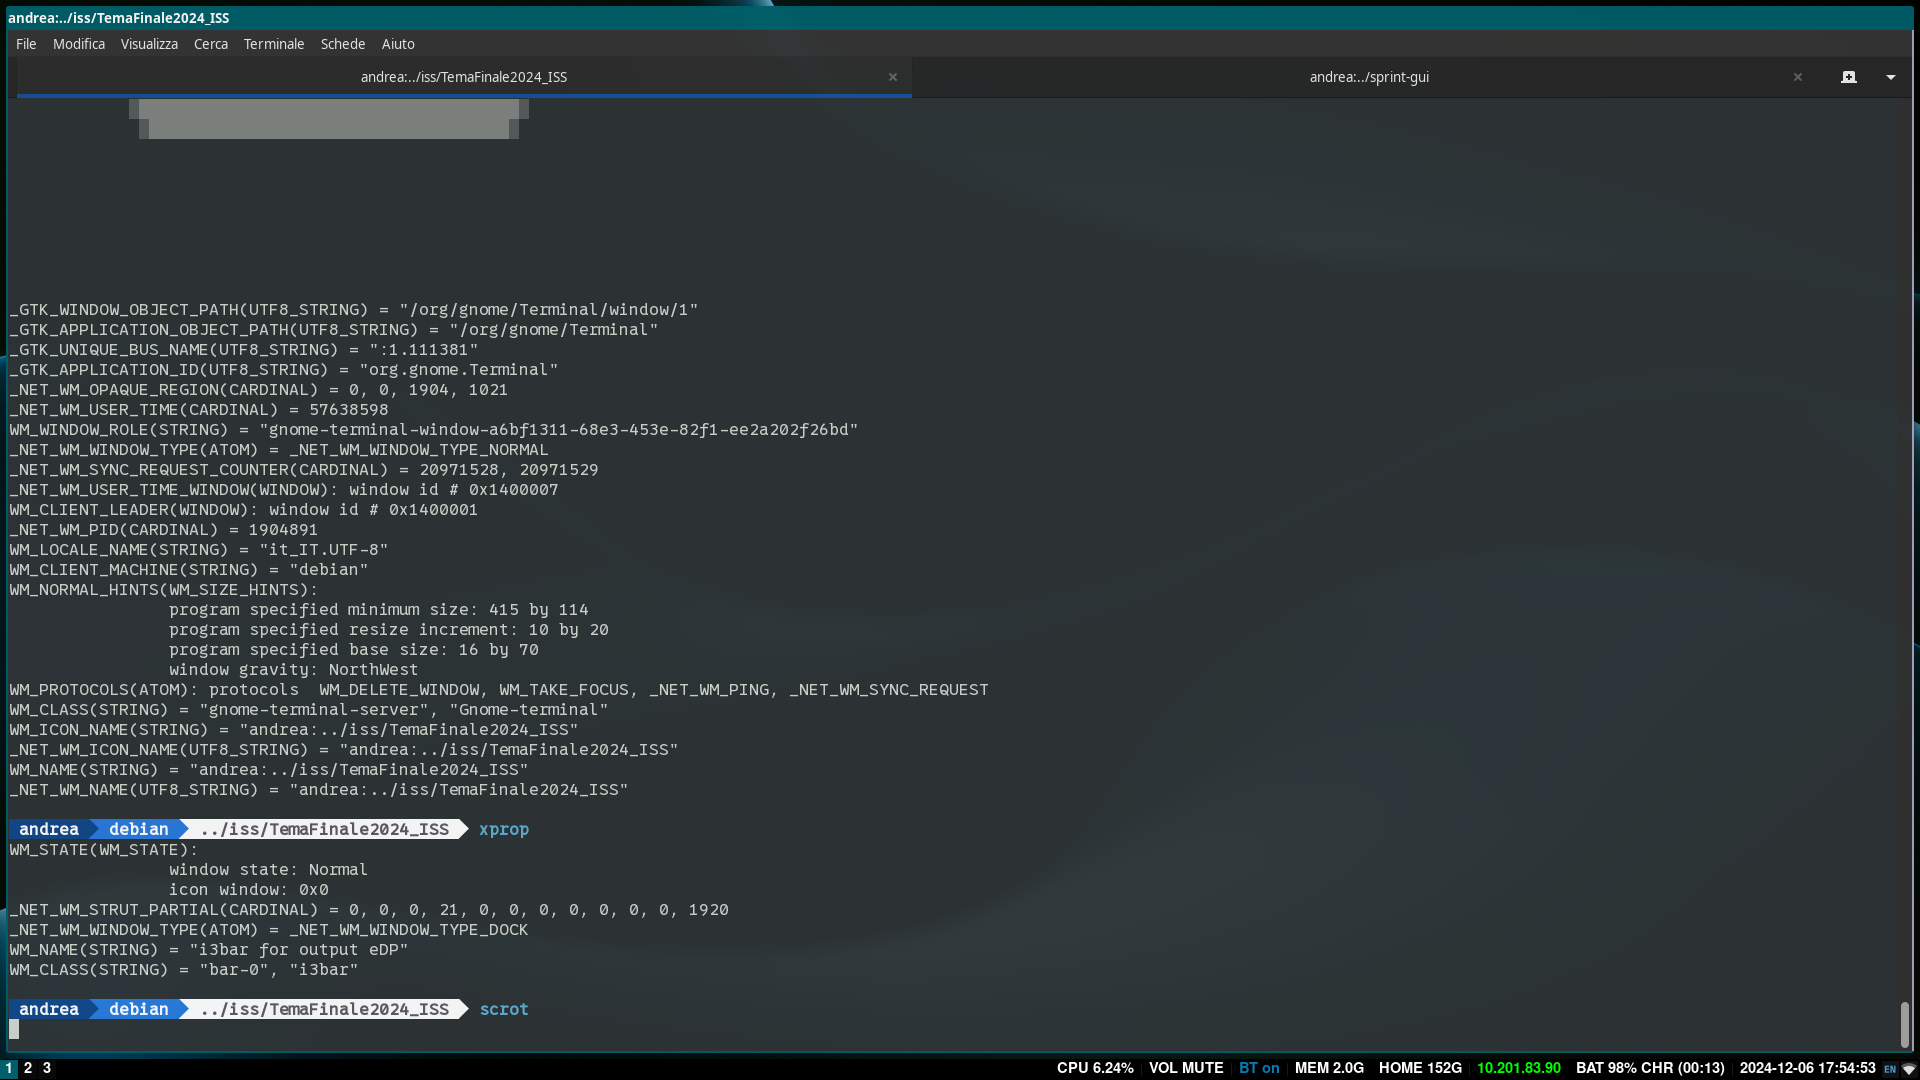 andrea:../iss/TemaFinale2024_ISS
File Modifica Visualizza Cerca Terminale Schede Aiuto
andrea:../iss/TemaFinale2024_ISS andrea:../sprint-gui
_GTK_WINDOW_OBJECT_PATH(UTF8_STRING) = "/org/gnome/Terminal/window/1"
_GTK_APPLICATION_OBJECT_PATH(UTF8_STRING) = "/org/gnome/Terminal"
_GTK_UNIQUE_BUS_NAME(UTF8_STRING) = ":1.111381"
_GTK_APPLICATION_ID(UTF8_STRING) = "org.gnome.Terminal"
_NET_WM_OPAQUE_REGION(CARDINAL) = 0, 0, 1904, 1021
_NET_WM_USER_TIME(CARDINAL) = 57638598
WM_WINDOW_ROLE(STRING) = "gnome-terminal-window-a6bf1311-68e3-453e-82f1-ee2a202f26bd"
_NET_WM_WINDOW_TYPE(ATOM) = _NET_WM_WINDOW_TYPE_NORMAL
_NET_WM_SYNC_REQUEST_COUNTER(CARDINAL) = 20971528, 20971529
_NET_WM_USER_TIME_WINDOW(WINDOW): window id # 0x1400007
WM_CLIENT_LEADER(WINDOW): window id # 0x1400001
_NET_WM_PID(CARDINAL) = 1904891
WM_LOCALE_NAME(STRING) = "it_IT.UTF-8"
WM_CLIENT_MACHINE(STRING) = "debian"
WM_NORMAL_HINTS(WM_SIZE_HINTS):
program specified minimum size: 415 by 114
program specified resize increment: 10 by 20
program specified base size: 16 by 70
window gravity: NorthWest
WM_PROTOCOLS(ATOM): protocols  WM_DELETE_WINDOW, WM_TAKE_FOCUS, _NET_WM_PING, _NET_WM_SYNC_REQUEST
WM_CLASS(STRING) = "gnome-terminal-server", "Gnome-terminal"
WM_ICON_NAME(STRING) = "andrea:../iss/TemaFinale2024_ISS"
_NET_WM_ICON_NAME(UTF8_STRING) = "andrea:../iss/TemaFinale2024_ISS"
WM_NAME(STRING) = "andrea:../iss/TemaFinale2024_ISS"
_NET_WM_NAME(UTF8_STRING) = "andrea:../iss/TemaFinale2024_ISS"
andrea debian ../iss/TemaFinale2024_ISS xprop
WM_STATE(WM_STATE):
window state: Normal
icon window: 0x0
_NET_WM_STRUT_PARTIAL(CARDINAL) = 0, 0, 0, 21, 0, 0, 0, 0, 0, 0, 0, 1920
_NET_WM_WINDOW_TYPE(ATOM) = _NET_WM_WINDOW_TYPE_DOCK
WM_NAME(STRING) = "i3bar for output eDP"
WM_CLASS(STRING) = "bar-0", "i3bar"
andrea debian ../iss/TemaFinale2024_ISS scrot
1 2 3 CPU 6.24% VOL MUTE BT on MEM 2.0G HOME 152G 10.201.83.90 BAT 98% CHR (00:13) 2024-12-06 17:54:53 EN